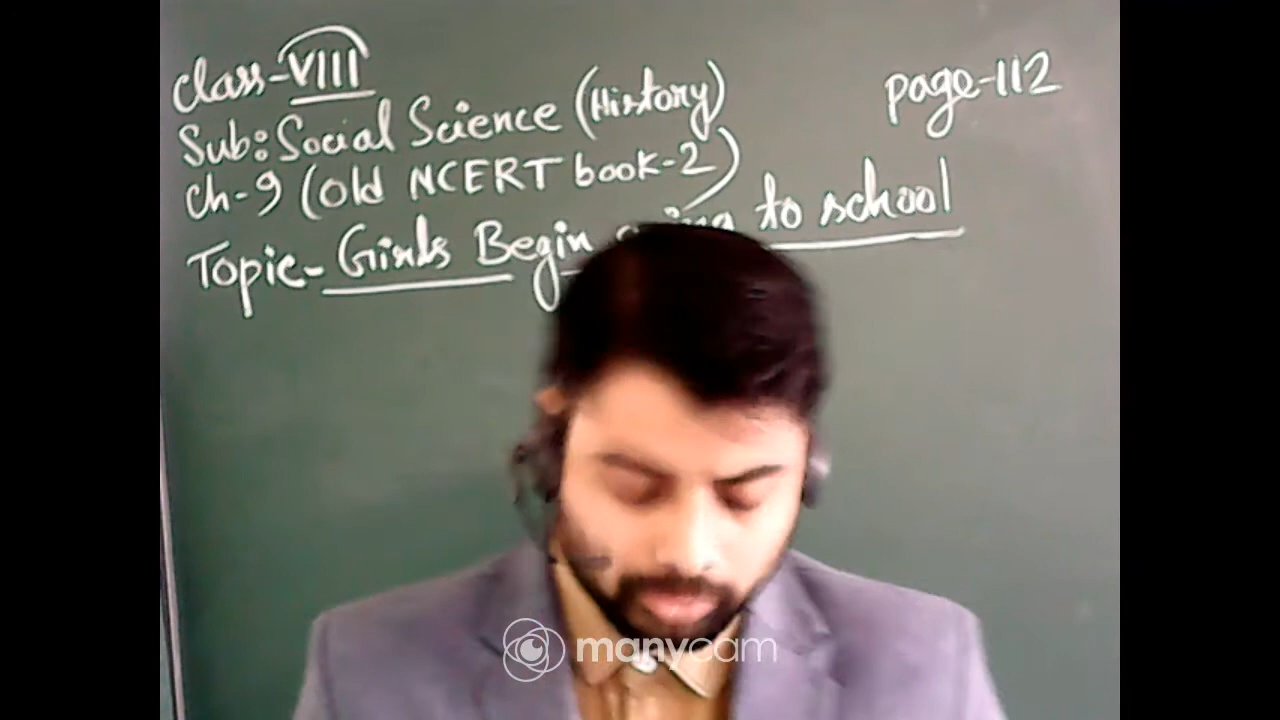 Class-VIII
Sub: Social Science (History)
page-112
Ch-9 (Old NCERT book-2)
Topic- Girls Begin to school
manycam